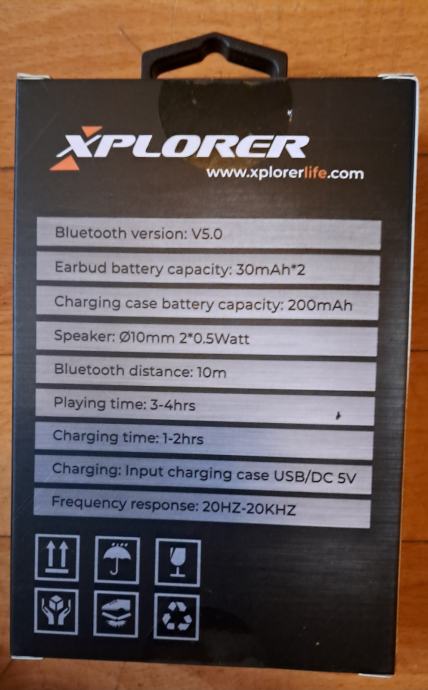 XPLORER
www.xplorerlife.com
Bluetooth version: V5.0
Earbud battery capacity: 30mAh*2
Charging case battery capacity: 200mAh
Speaker: Ø10mm 2*0.5Watt
Bluetooth distance: 10m
Playing time: 3-4hrs
Charging time: 1-2hrs
Charging: Input charging case USB/DC 5V
Frequency response: 20HZ-20KHZ